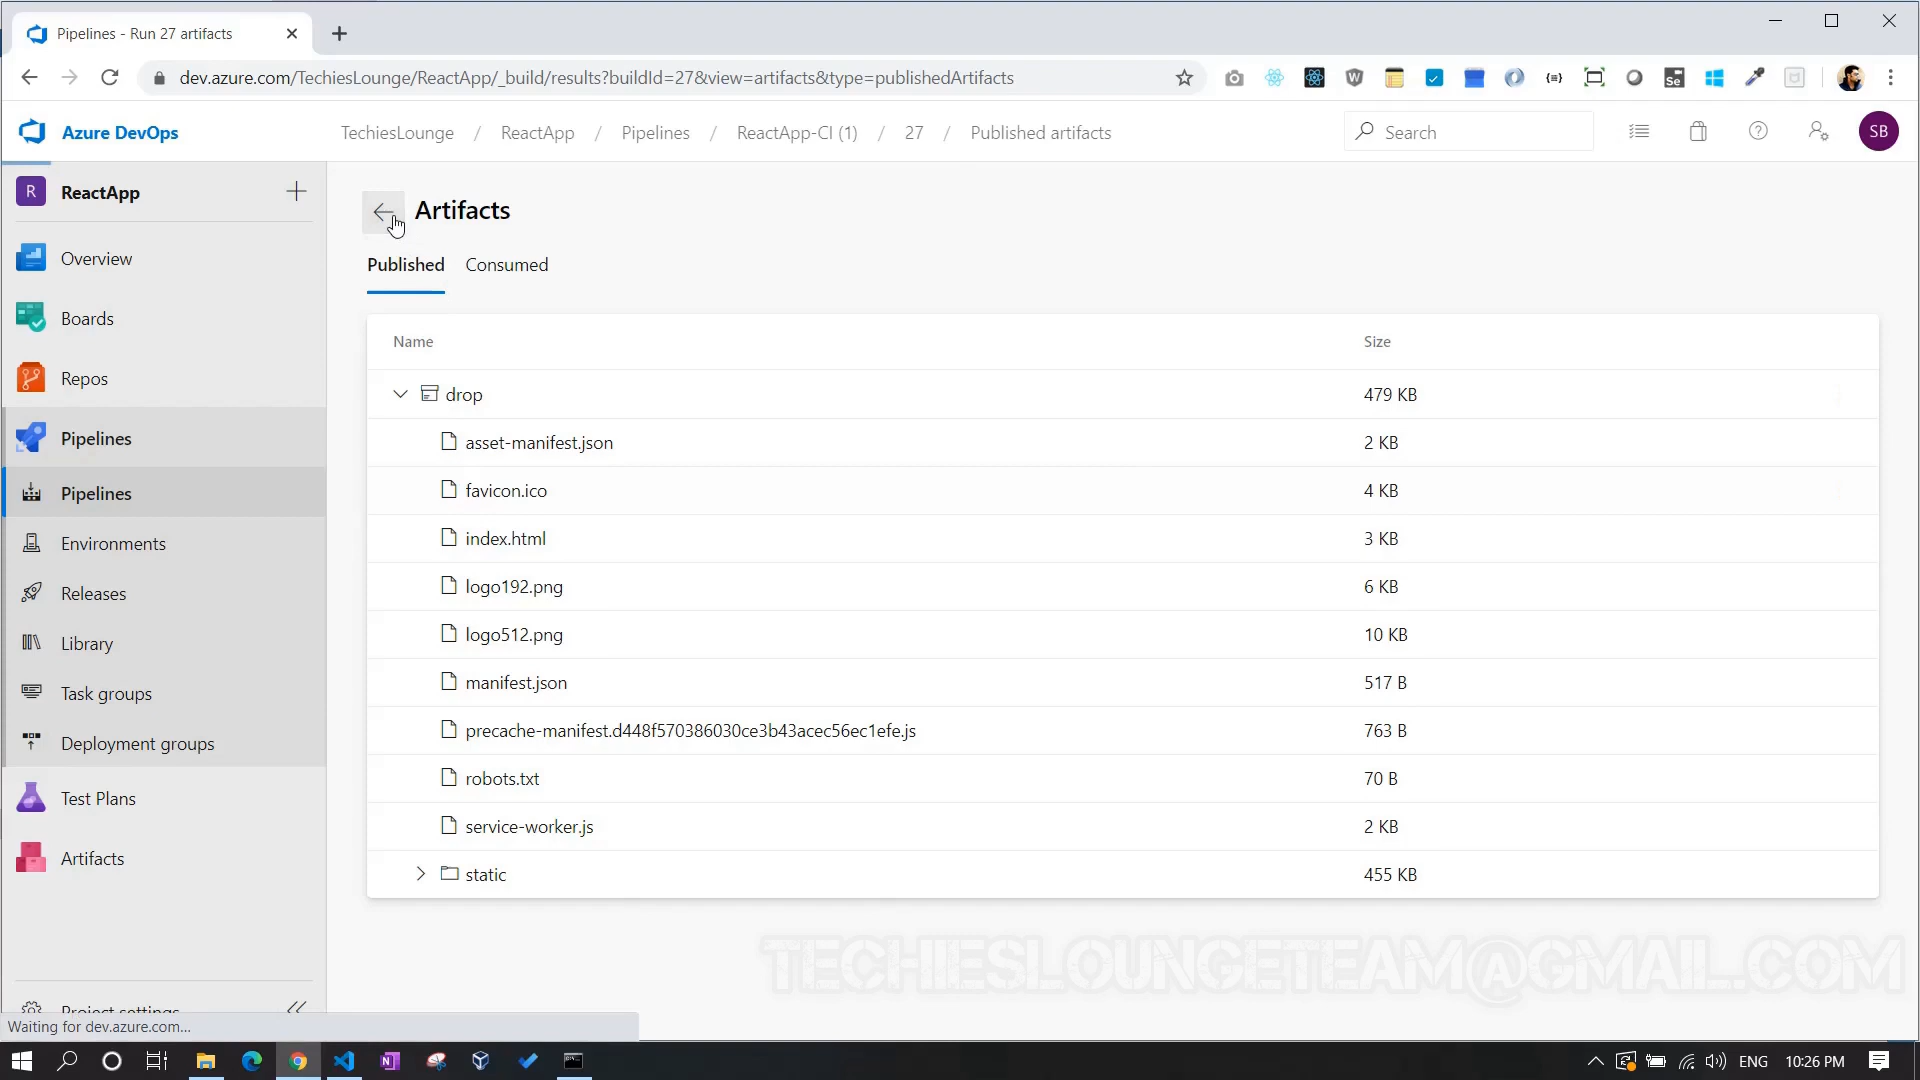 Pipelines - Run 27 artifacts
dev.azure.com/TechiesLounge/ReactApp/_build/results?buildId=27&view=artifacts&type=publishedArtifacts
Azure DevOps
TechiesLounge / ReactApp / Pipelines / ReactApp-CI (1) / 27 / Published artifacts
Search
SB
R ReactApp
Overview
Boards
Repos
Pipelines
Pipelines
Environments
Releases
Library
Task groups
Deployment groups
Test Plans
Artifacts
Project settings
Waiting for dev.azure.com...
Artifacts
Published Consumed
Name Size
drop 479 KB
asset-manifest.json 2 KB
favicon.ico 4 KB
index.html 3 KB
logo192.png 6 KB
logo512.png 10 KB
manifest.json 517 B
precache-manifest.d448f570386030ce3b43acec56ec1efe.js 763 B
robots.txt 70 B
service-worker.js 2 KB
static 455 KB
TECHIESLOUNGETEAM@GMAIL.COM
ENG 10:26 PM